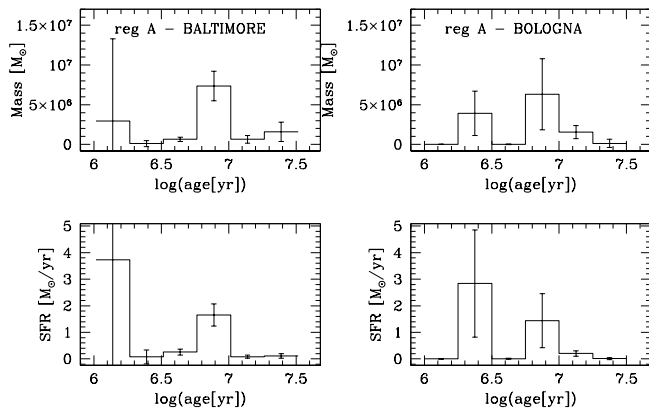 reg A – BALTIMORE
Mass [M⊙]
1.5×10⁷
10⁷
5×10⁶
0
6 6.5 7 7.5
log(age[yr])
reg A – BOLOGNA
Mass [M⊙]
1.5×10⁷
10⁷
5×10⁶
0
6 6.5 7 7.5
log(age[yr])
SFR [M⊙/yr]
5
4
3
2
1
0
6 6.5 7 7.5
log(age[yr])
SFR [M⊙/yr]
5
4
3
2
1
0
6 6.5 7 7.5
log(age[yr])